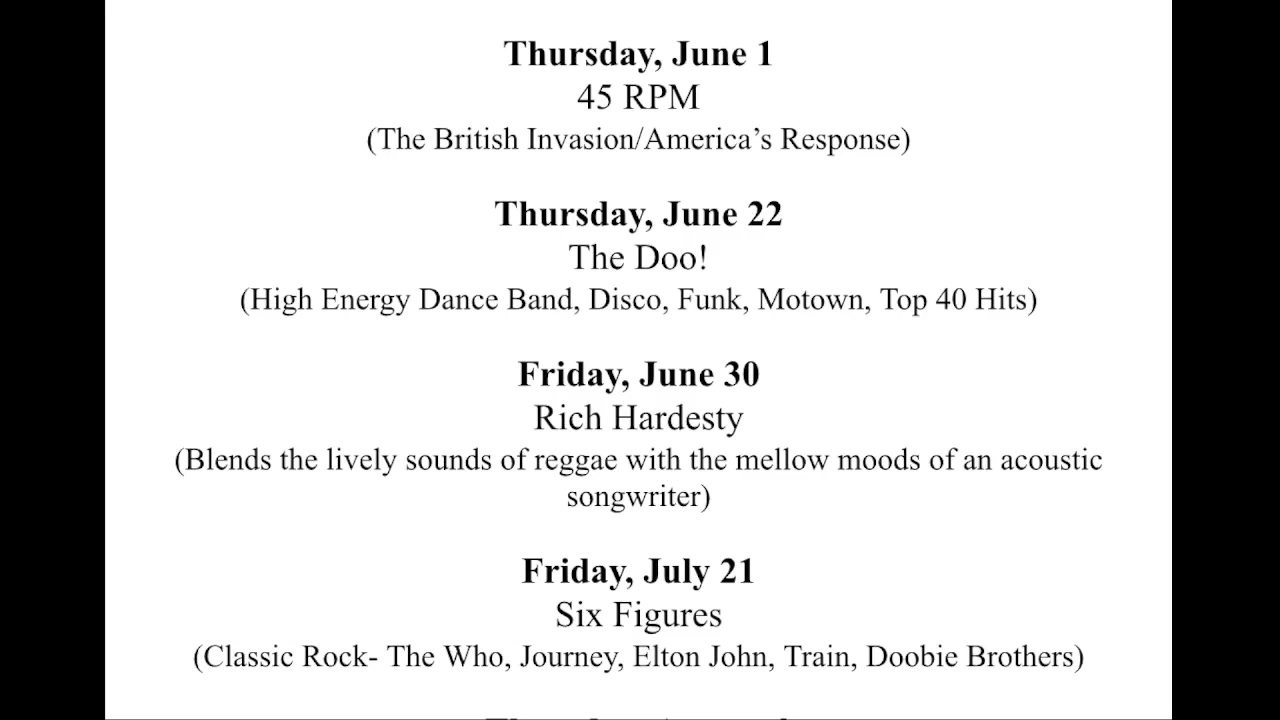 Thursday, June 1
45 RPM
(The British Invasion/America’s Response)
Thursday, June 22
The Doo!
(High Energy Dance Band, Disco, Funk, Motown, Top 40 Hits)
Friday, June 30
Rich Hardesty
(Blends the lively sounds of reggae with the mellow moods of an acoustic
songwriter)
Friday, July 21
Six Figures
(Classic Rock- The Who, Journey, Elton John, Train, Doobie Brothers)